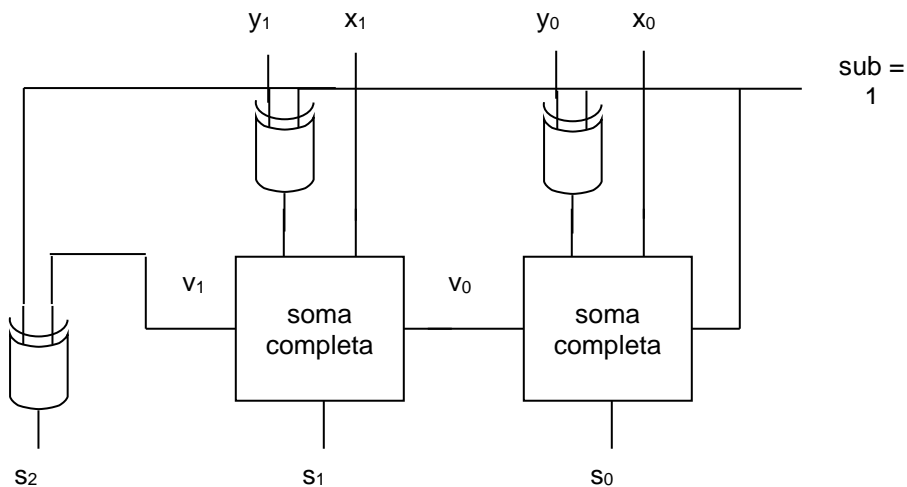 y₁ x₁ y₀ x₀
sub =
1
v₁ v₀
soma
completa
soma
completa
s₂ s₁ s₀